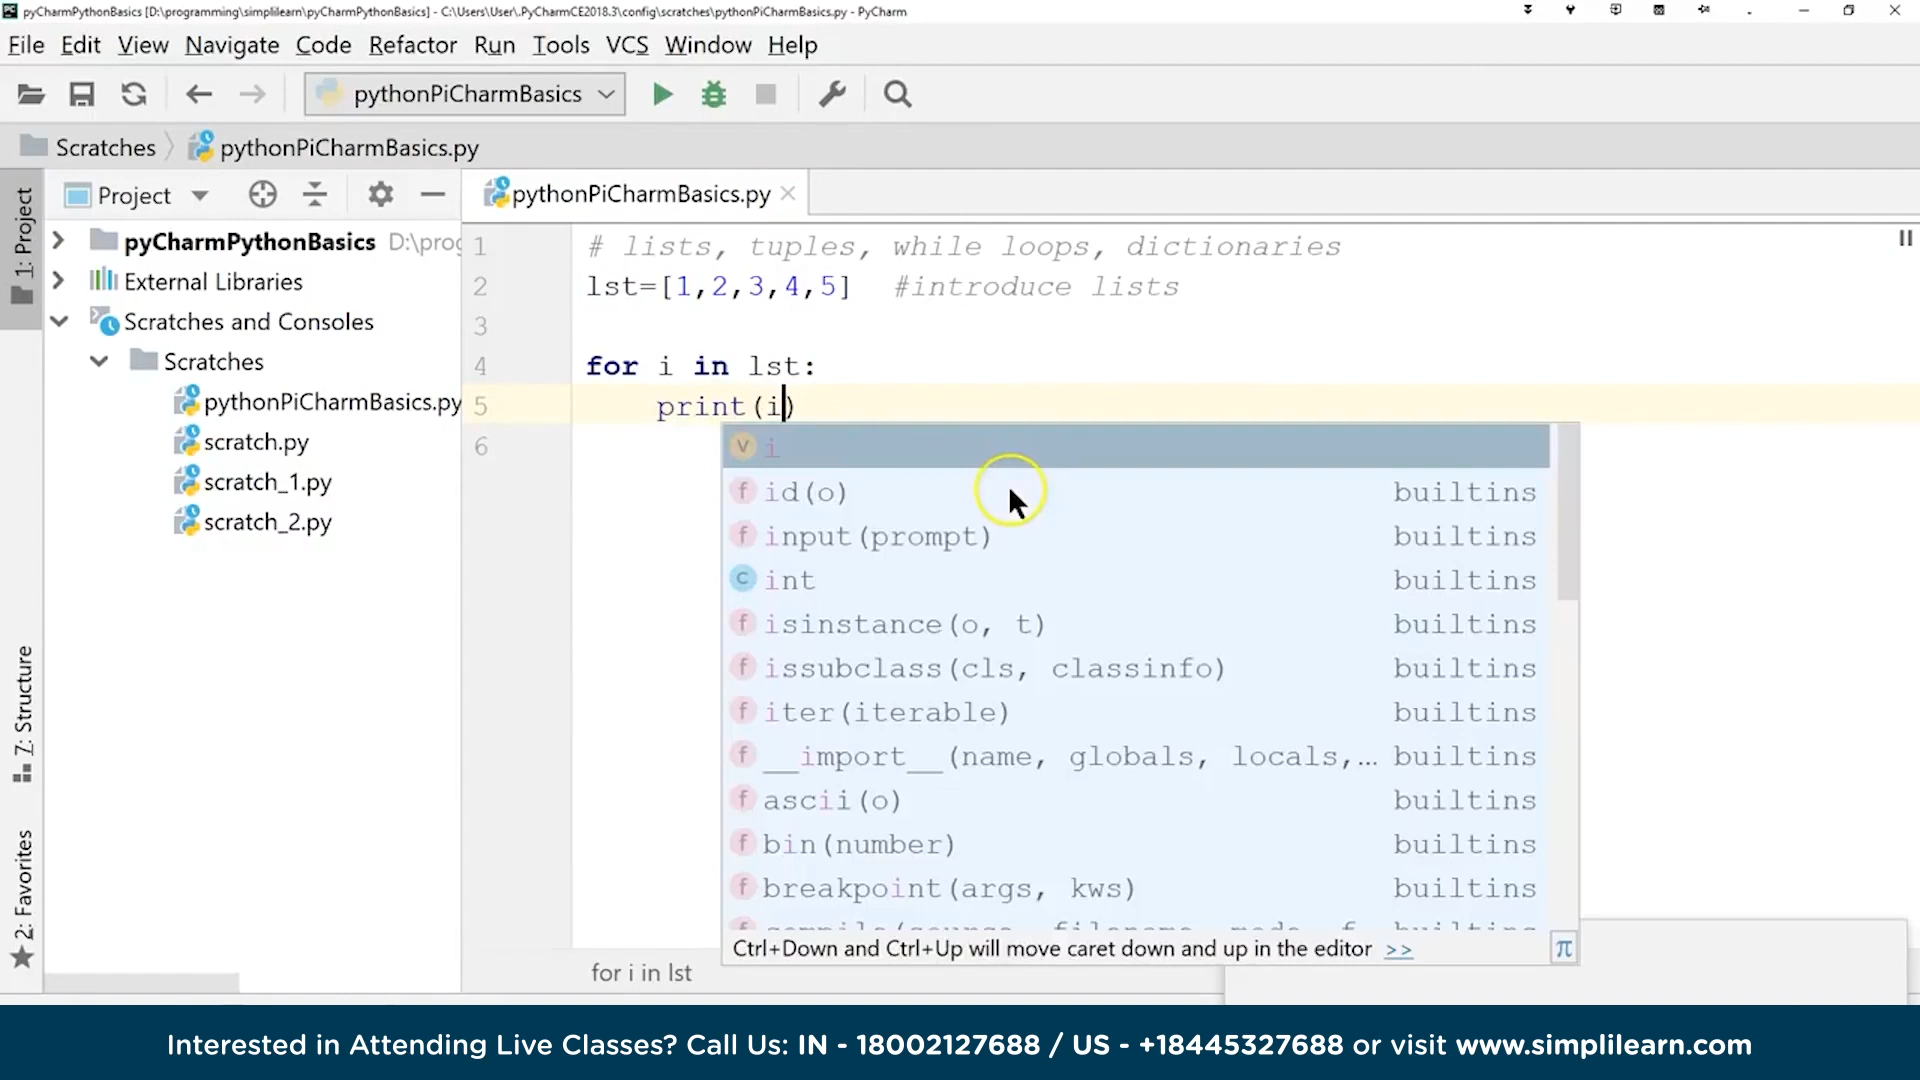 pyCharmPythonBasics [D:\programming\simplilearn\pyCharmPythonBasics] - C:\Users\User\.PyCharmCE2018.3\config\scratches\pythonPiCharmBasics.py - PyCharm
File Edit View Navigate Code Refactor Run Tools VCS Window Help
pythonPiCharmBasics
Scratches pythonPiCharmBasics.py
1: Project
Project
pyCharmPythonBasics D:\prog
External Libraries
Scratches and Consoles
Scratches
pythonPiCharmBasics.py
scratch.py
scratch_1.py
scratch_2.py
7: Structure
2: Favorites
pythonPiCharmBasics.py
1 # lists, tuples, while loops, dictionaries
2 lst=[1,2,3,4,5] #introduce lists
3
4 for i in lst:
5 print(i)
6
V i
f id(o) builtins
f input(prompt) builtins
C int builtins
f isinstance(o, t) builtins
f issubclass(cls, classinfo) builtins
f iter(iterable) builtins
f __import__(name, globals, locals,... builtins
f ascii(o) builtins
f bin(number) builtins
f breakpoint(args, kws) builtins
Ctrl+Down and Ctrl+Up will move caret down and up in the editor >> π
for i in lst
Interested in Attending Live Classes? Call Us: IN - 18002127688 / US - +18445327688 or visit www.simplilearn.com